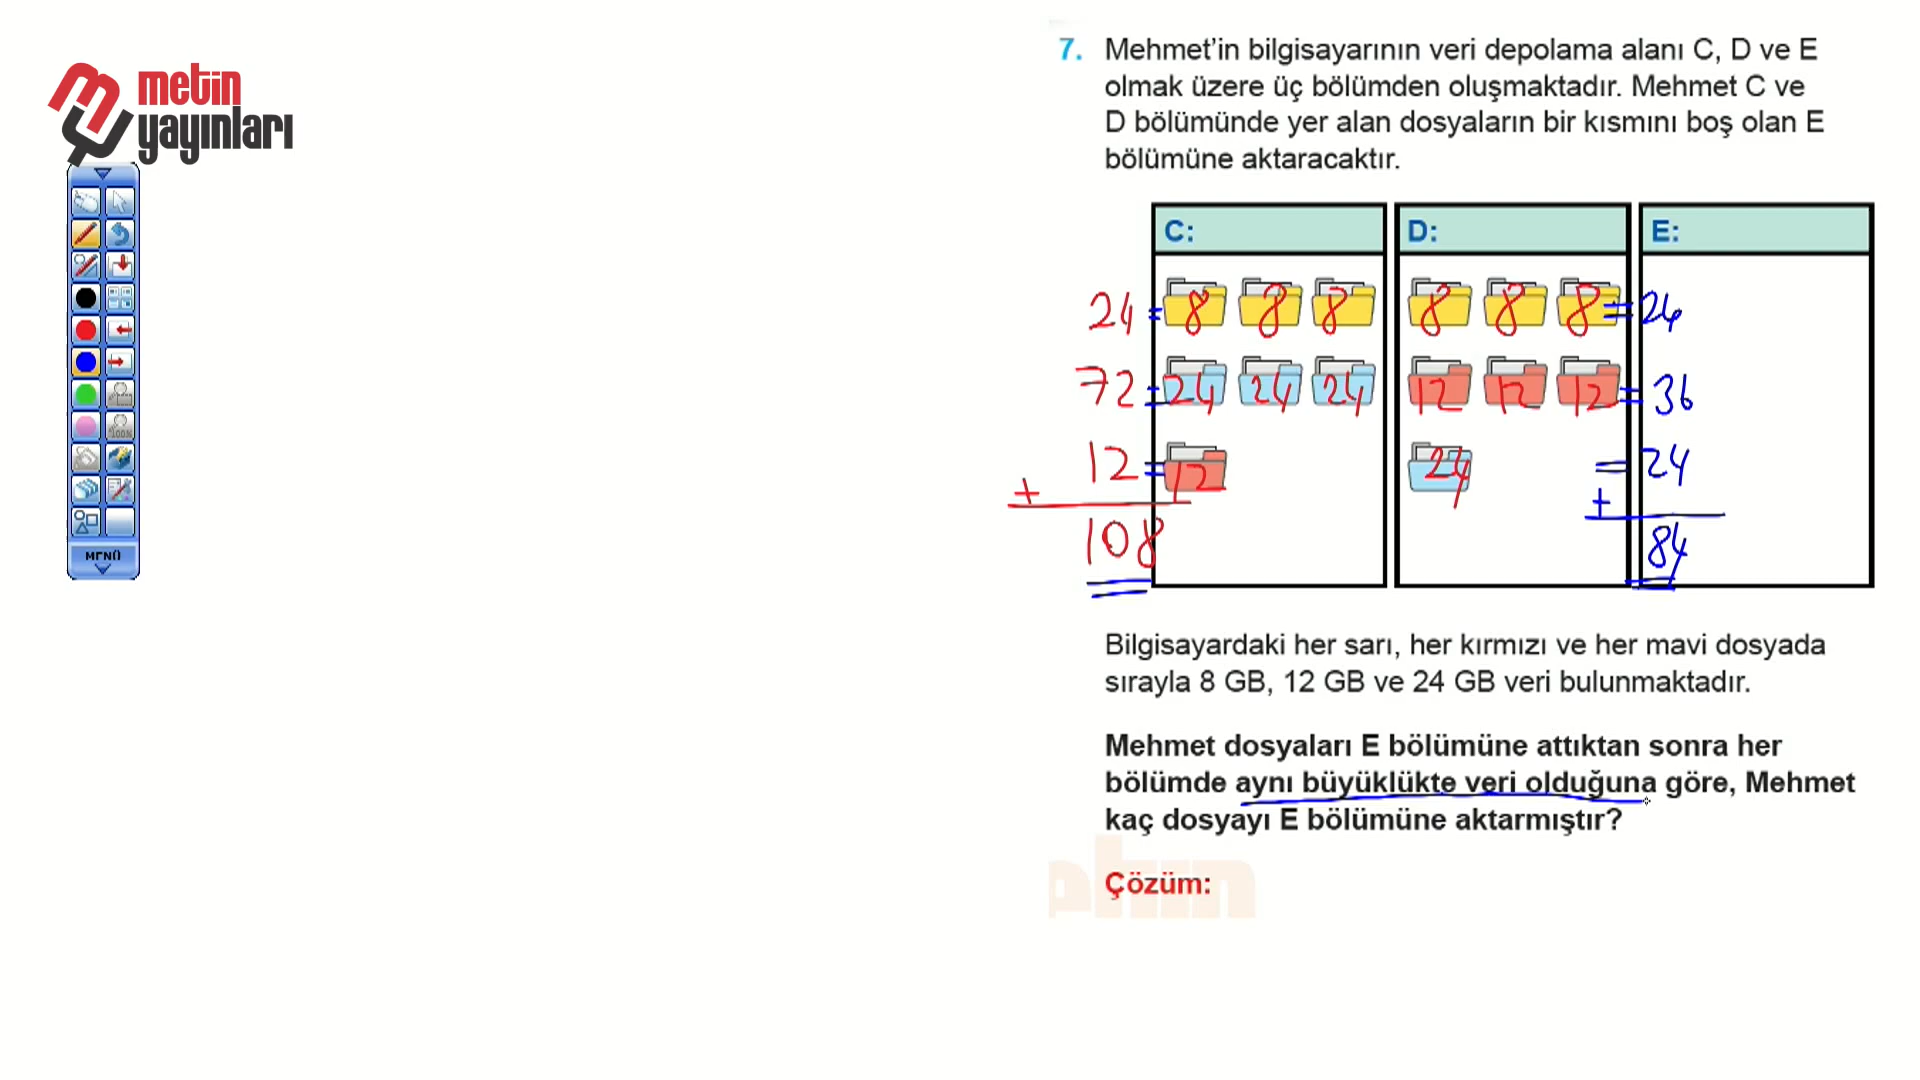 metin
yayınları
MENÜ
7. Mehmet'in bilgisayarının veri depolama alanı C, D ve E
olmak üzere üç bölümden oluşmaktadır. Mehmet C ve
D bölümünde yer alan dosyaların bir kısmını boş olan E
bölümüne aktaracaktır.
C: D: E:
24 = 8 8 8 8 8 8 = 24
72 = 24 24 24 12 12 12 = 36
12 = 12 24 = 24
+ +
108 84
Bilgisayardaki her sarı, her kırmızı ve her mavi dosyada
sırayla 8 GB, 12 GB ve 24 GB veri bulunmaktadır.
Mehmet dosyaları E bölümüne attıktan sonra her
bölümde aynı büyüklükte veri olduğuna göre, Mehmet
kaç dosyayı E bölümüne aktarmıştır?
Çözüm: